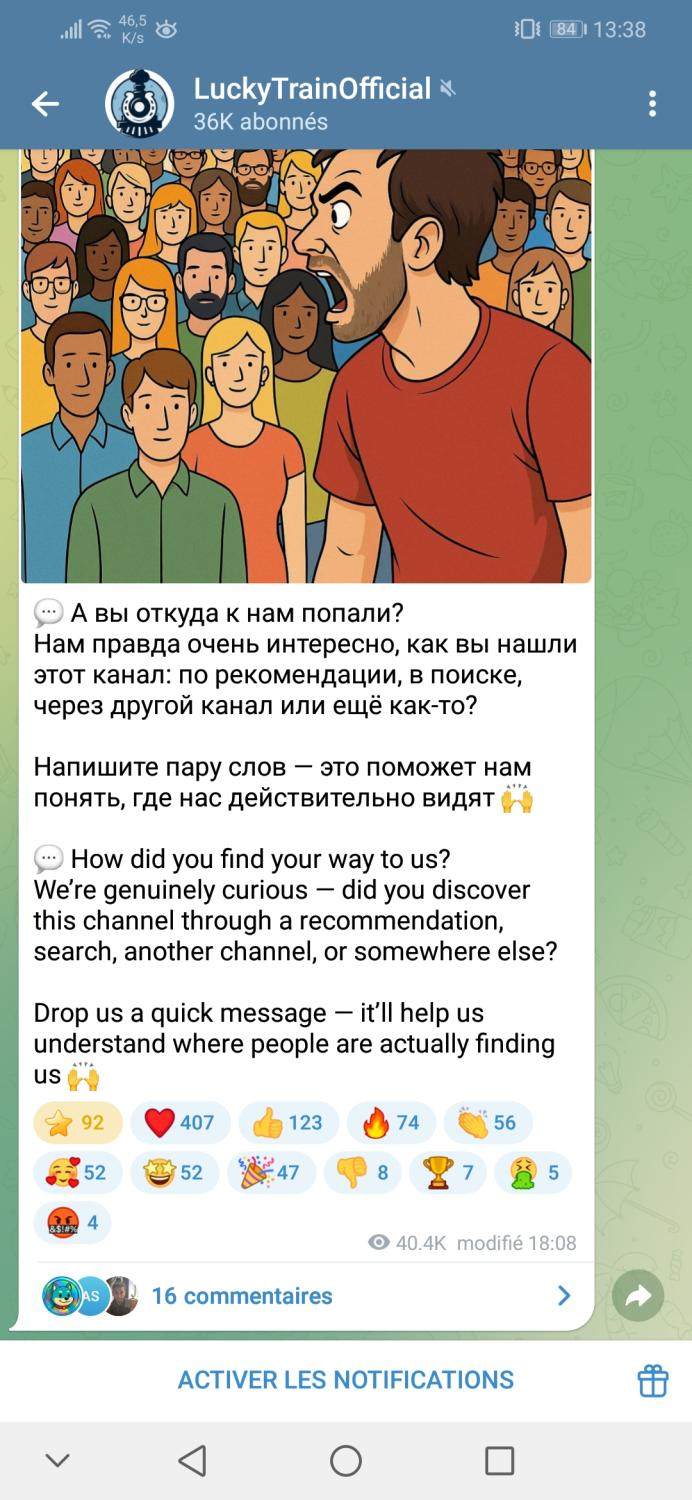 46,5
K/s
84
13:38
LuckyTrainOfficial
36K abonnés
💬 А вы откуда к нам попали?
Нам правда очень интересно, как вы нашли
этот канал: по рекомендации, в поиске,
через другой канал или ещё как-то?
Напишите пару слов — это поможет нам
понять, где нас действительно видят 🙌
💬 How did you find your way to us?
We’re genuinely curious — did you discover
this channel through a recommendation,
search, another channel, or somewhere else?
Drop us a quick message — it’ll help us
understand where people are actually finding
us 🙌
⭐ 92 ❤️ 407 👍 123 🔥 74 👏 56
🥰 52 🤩 52 🎉 47 👎 8 🏆 7 🤮 5
🤬 4
40.4K modifié 18:08
AS
16 commentaires
ACTIVER LES NOTIFICATIONS